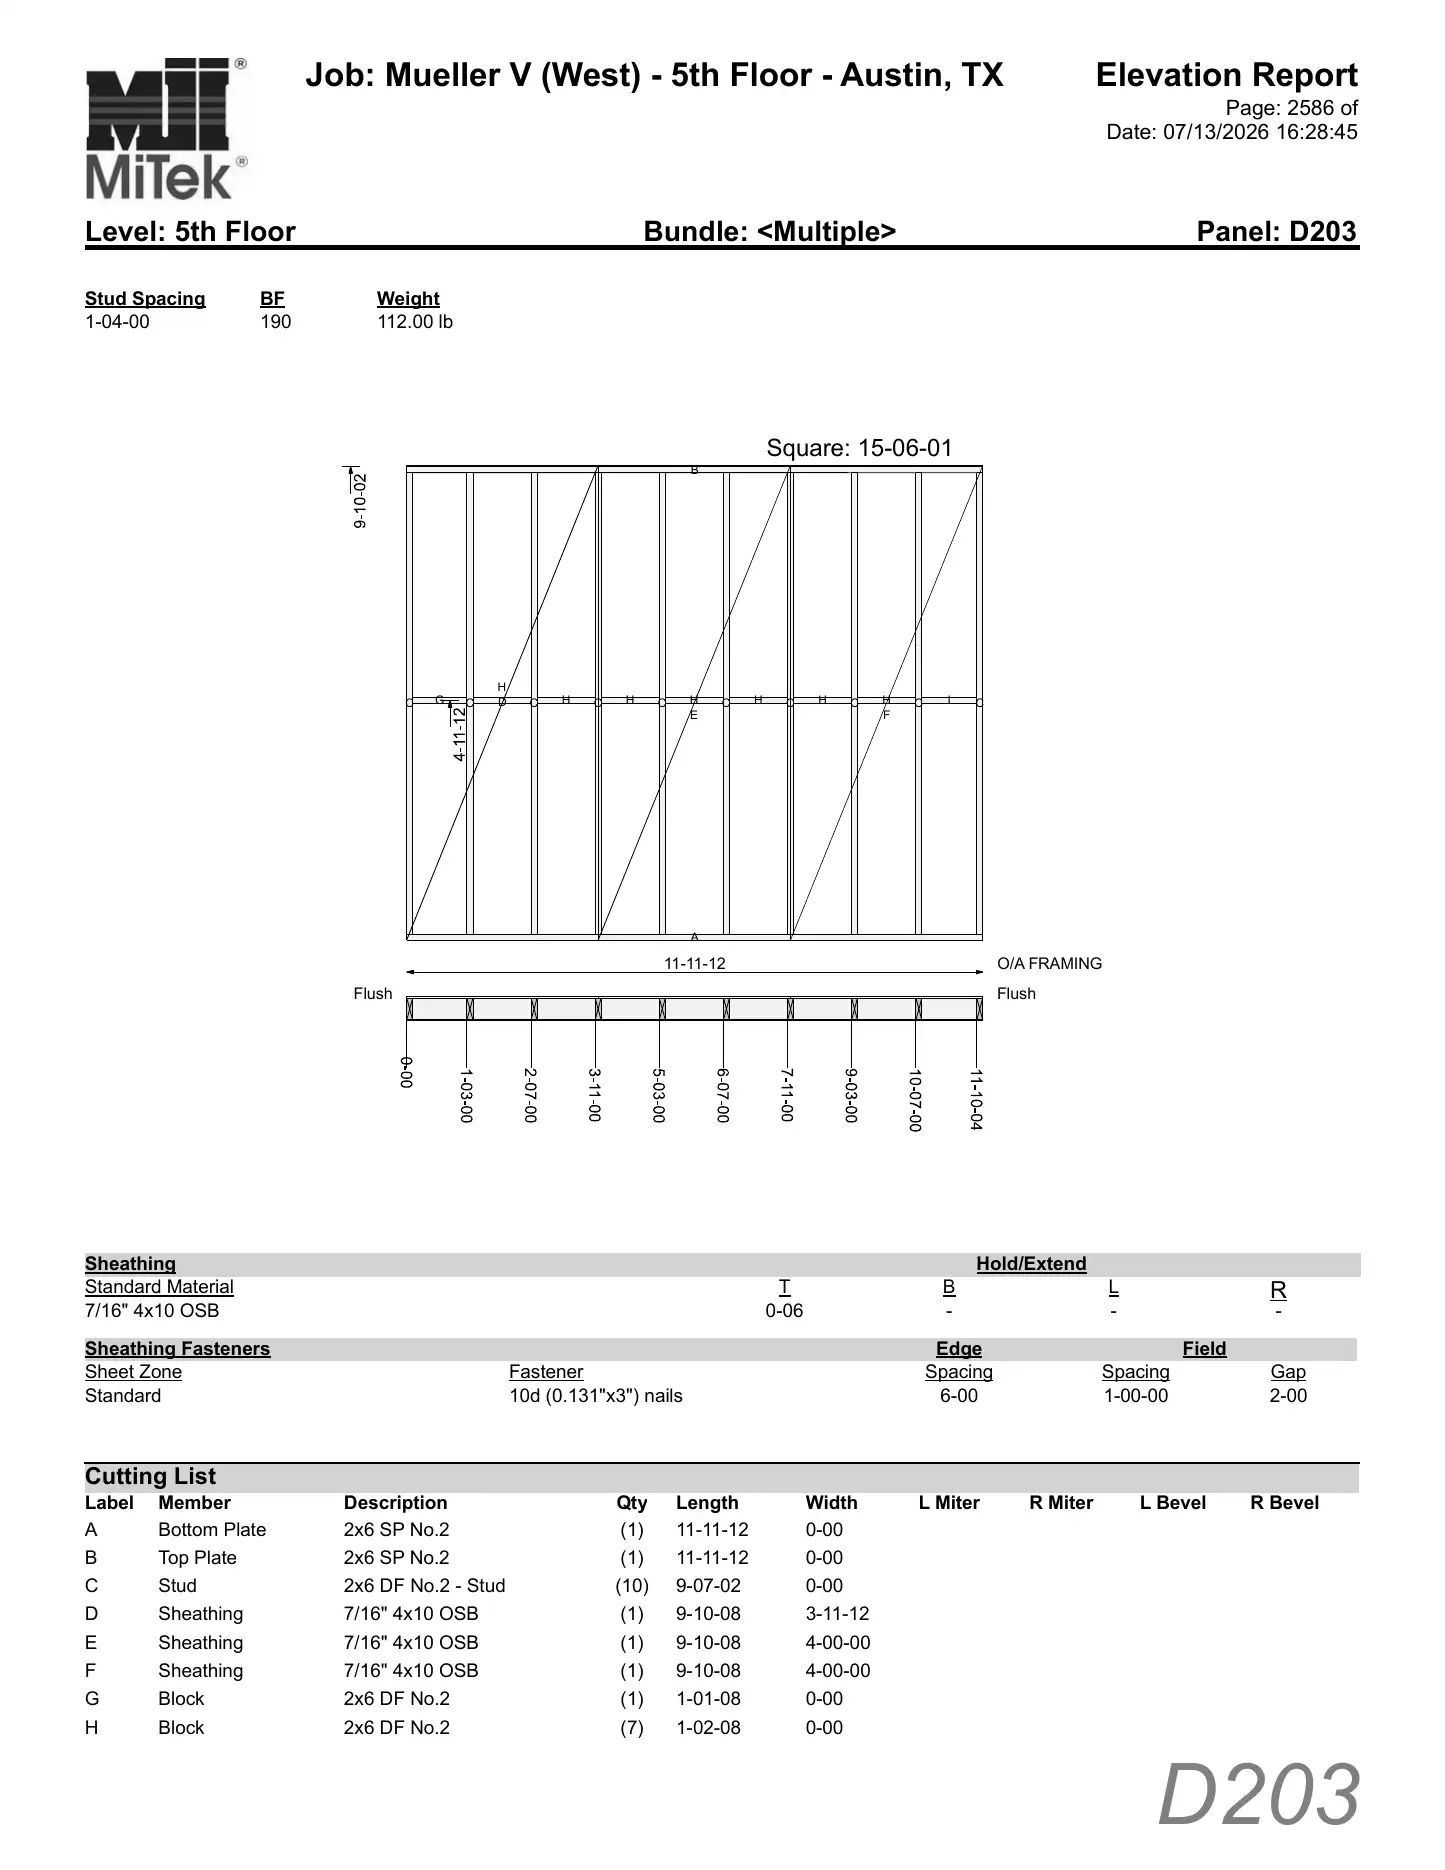 MiTek®
Job: Mueller V (West) - 5th Floor - Austin, TX
Elevation Report
Page: 2586 of
Date: 07/13/2026 16:28:45
Level: 5th Floor Bundle: <Multiple> Panel: D203
Stud Spacing BF Weight
1-04-00 190 112.00 lb
Square: 15-06-01
B
9-10-02
H
G D H H H H H H I
E F
4-11-12
A
11-11-12 O/A FRAMING
Flush Flush
0-00 1-03-00 2-07-00 3-11-00 5-03-00 6-07-00 7-11-00 9-03-00 10-07-00 11-10-04
Sheathing Hold/Extend
Standard Material T B L R
7/16" 4x10 OSB 0-06 - - -
Sheathing Fasteners Edge Field
Sheet Zone Fastener Spacing Spacing Gap
Standard 10d (0.131"x3") nails 6-00 1-00-00 2-00
Cutting List
Label Member Description Qty Length Width L Miter R Miter L Bevel R Bevel
A Bottom Plate 2x6 SP No.2 (1) 11-11-12 0-00
B Top Plate 2x6 SP No.2 (1) 11-11-12 0-00
C Stud 2x6 DF No.2 - Stud (10) 9-07-02 0-00
D Sheathing 7/16" 4x10 OSB (1) 9-10-08 3-11-12
E Sheathing 7/16" 4x10 OSB (1) 9-10-08 4-00-00
F Sheathing 7/16" 4x10 OSB (1) 9-10-08 4-00-00
G Block 2x6 DF No.2 (1) 1-01-08 0-00
H Block 2x6 DF No.2 (7) 1-02-08 0-00
D203